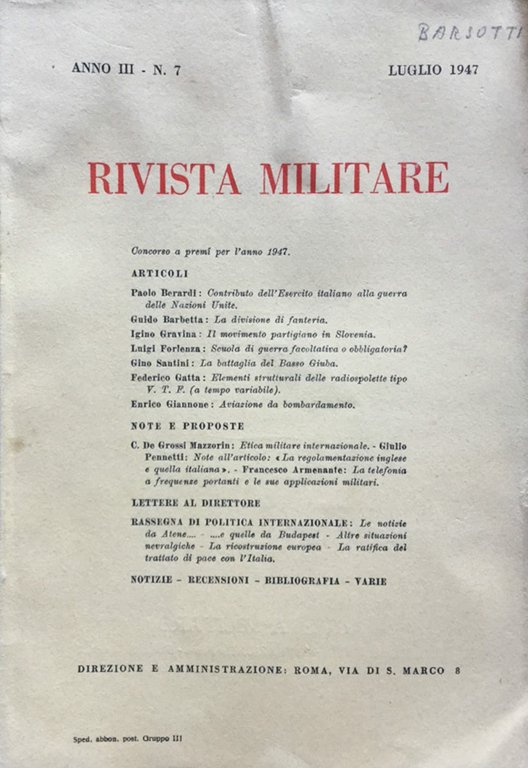 BARSOTTI
ANNO III - N. 7 LUGLIO 1947
RIVISTA MILITARE
Concorso a premi per l'anno 1947.
ARTICOLI
Paolo Berardi: Contributo dell'Esercito italiano alla guerra
delle Nazioni Unite.
Guido Barbetta: La divisione di fanteria.
Igino Gravina: Il movimento partigiano in Slovenia.
Luigi Forlenza: Scuola di guerra facoltativa o obbligatoria?
Gino Santini: La battaglia del Basso Giuba.
Federico Gatta: Elementi strutturali delle radiospolette tipo
V. T. F. (a tempo variabile).
Enrico Giannone: Aviazione da bombardamento.
NOTE E PROPOSTE
C. De Grossi Mazzorin: Etica militare internazionale. - Giulio
Pennetti: Note all'articolo: « La regolamentazione inglese
e quella italiana ». - Francesco Armenante: La telefonia
a frequenze portanti e le sue applicazioni militari.
LETTERE AL DIRETTORE
RASSEGNA DI POLITICA INTERNAZIONALE: Le notizie
da Atene.... - ....e quelle da Budapest - Altre situazioni
nevralgiche - La ricostruzione europea - La ratifica del
trattato di pace con l'Italia.
NOTIZIE - RECENSIONI - BIBLIOGRAFIA - VARIE
DIREZIONE E AMMINISTRAZIONE: ROMA, VIA DI S. MARCO 8
Sped. abbon. post. Gruppo III